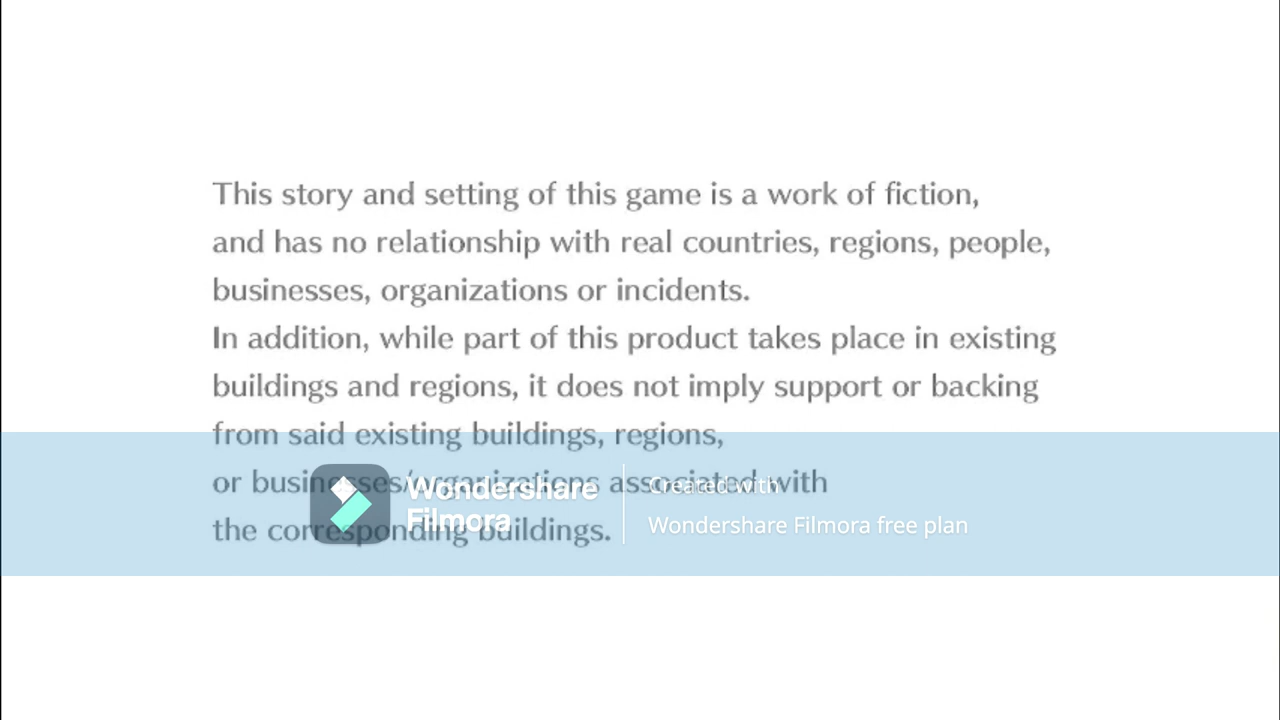 This story and setting of this game is a work of fiction,
and has no relationship with real countries, regions, people,
businesses, organizations or incidents.
In addition, while part of this product takes place in existing
buildings and regions, it does not imply support or backing
from said existing buildings, regions,
or businesses/organizations associated with
the corresponding buildings.
Wondershare
Filmora
Created with
Wondershare Filmora free plan